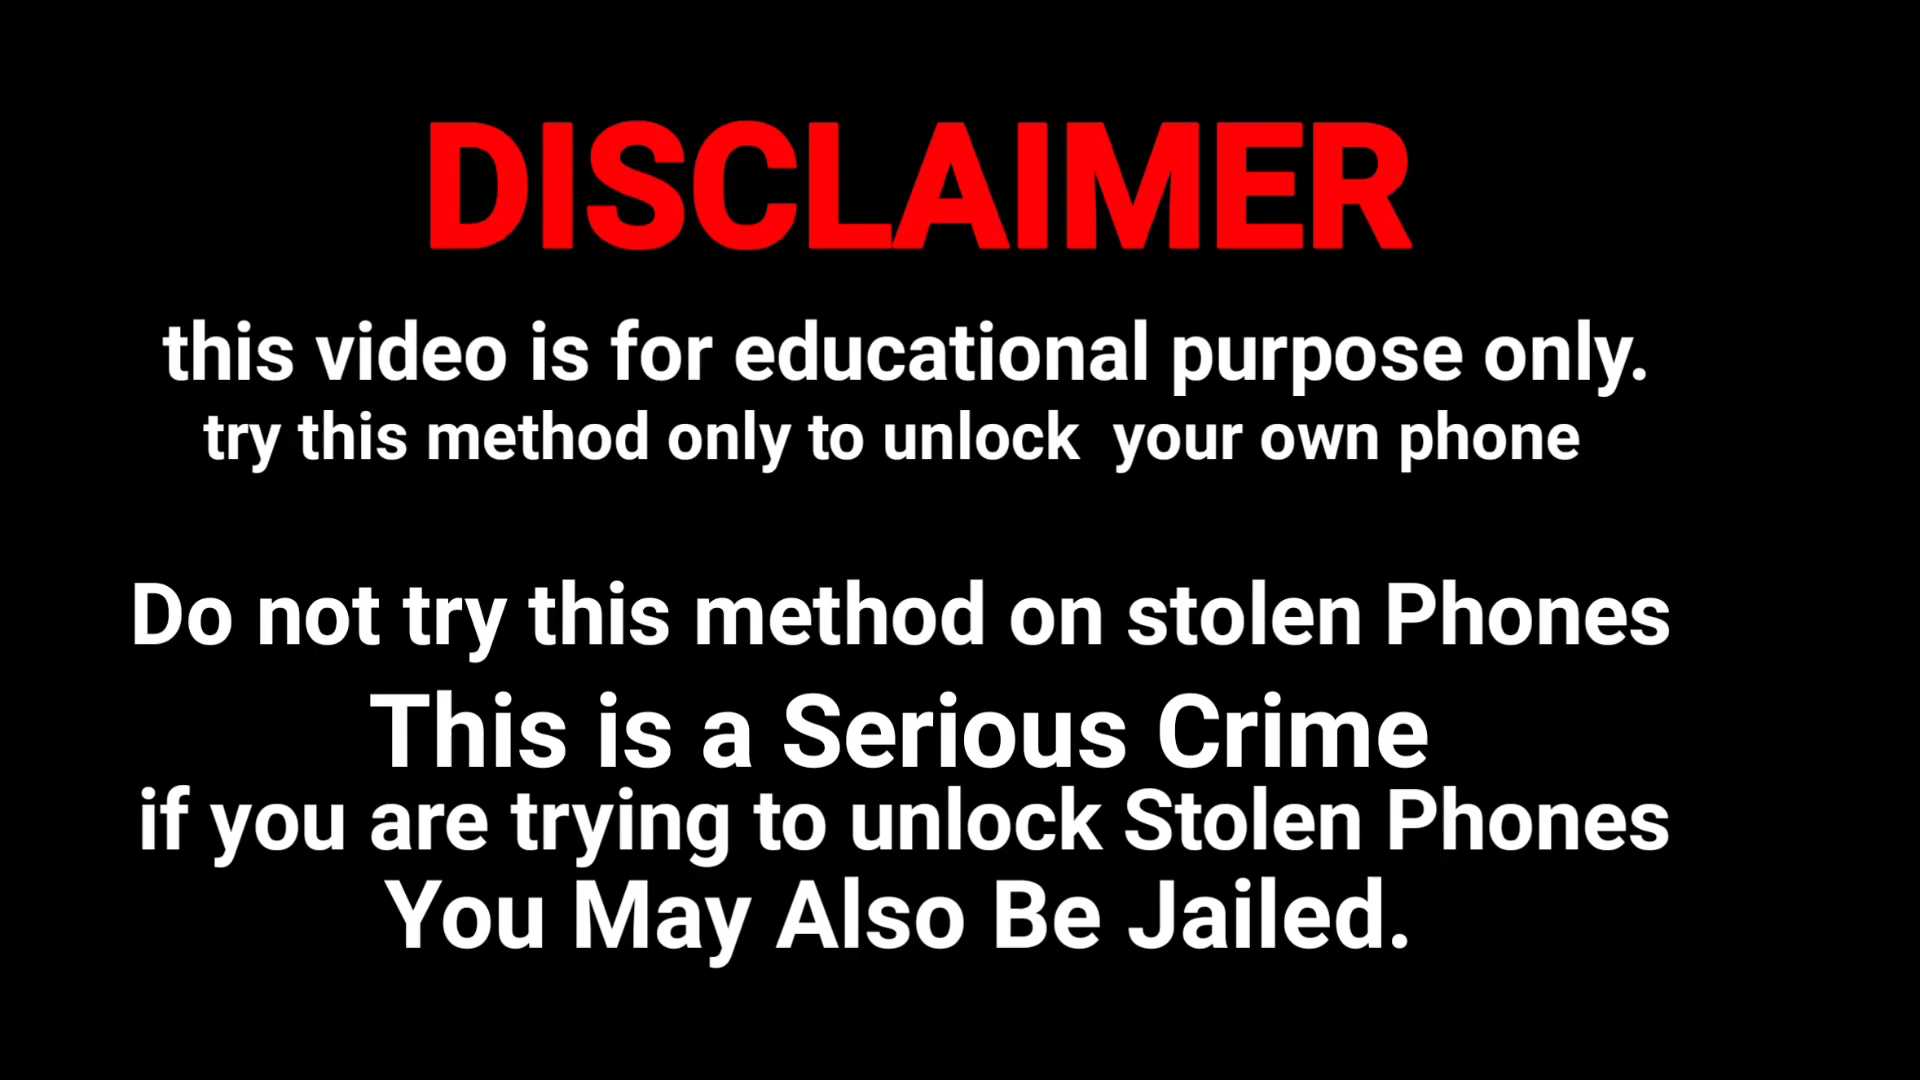 DISCLAIMER
this video is for educational purpose only.
try this method only to unlock  your own phone
Do not try this method on stolen Phones
This is a Serious Crime
if you are trying to unlock Stolen Phones
You May Also Be Jailed.